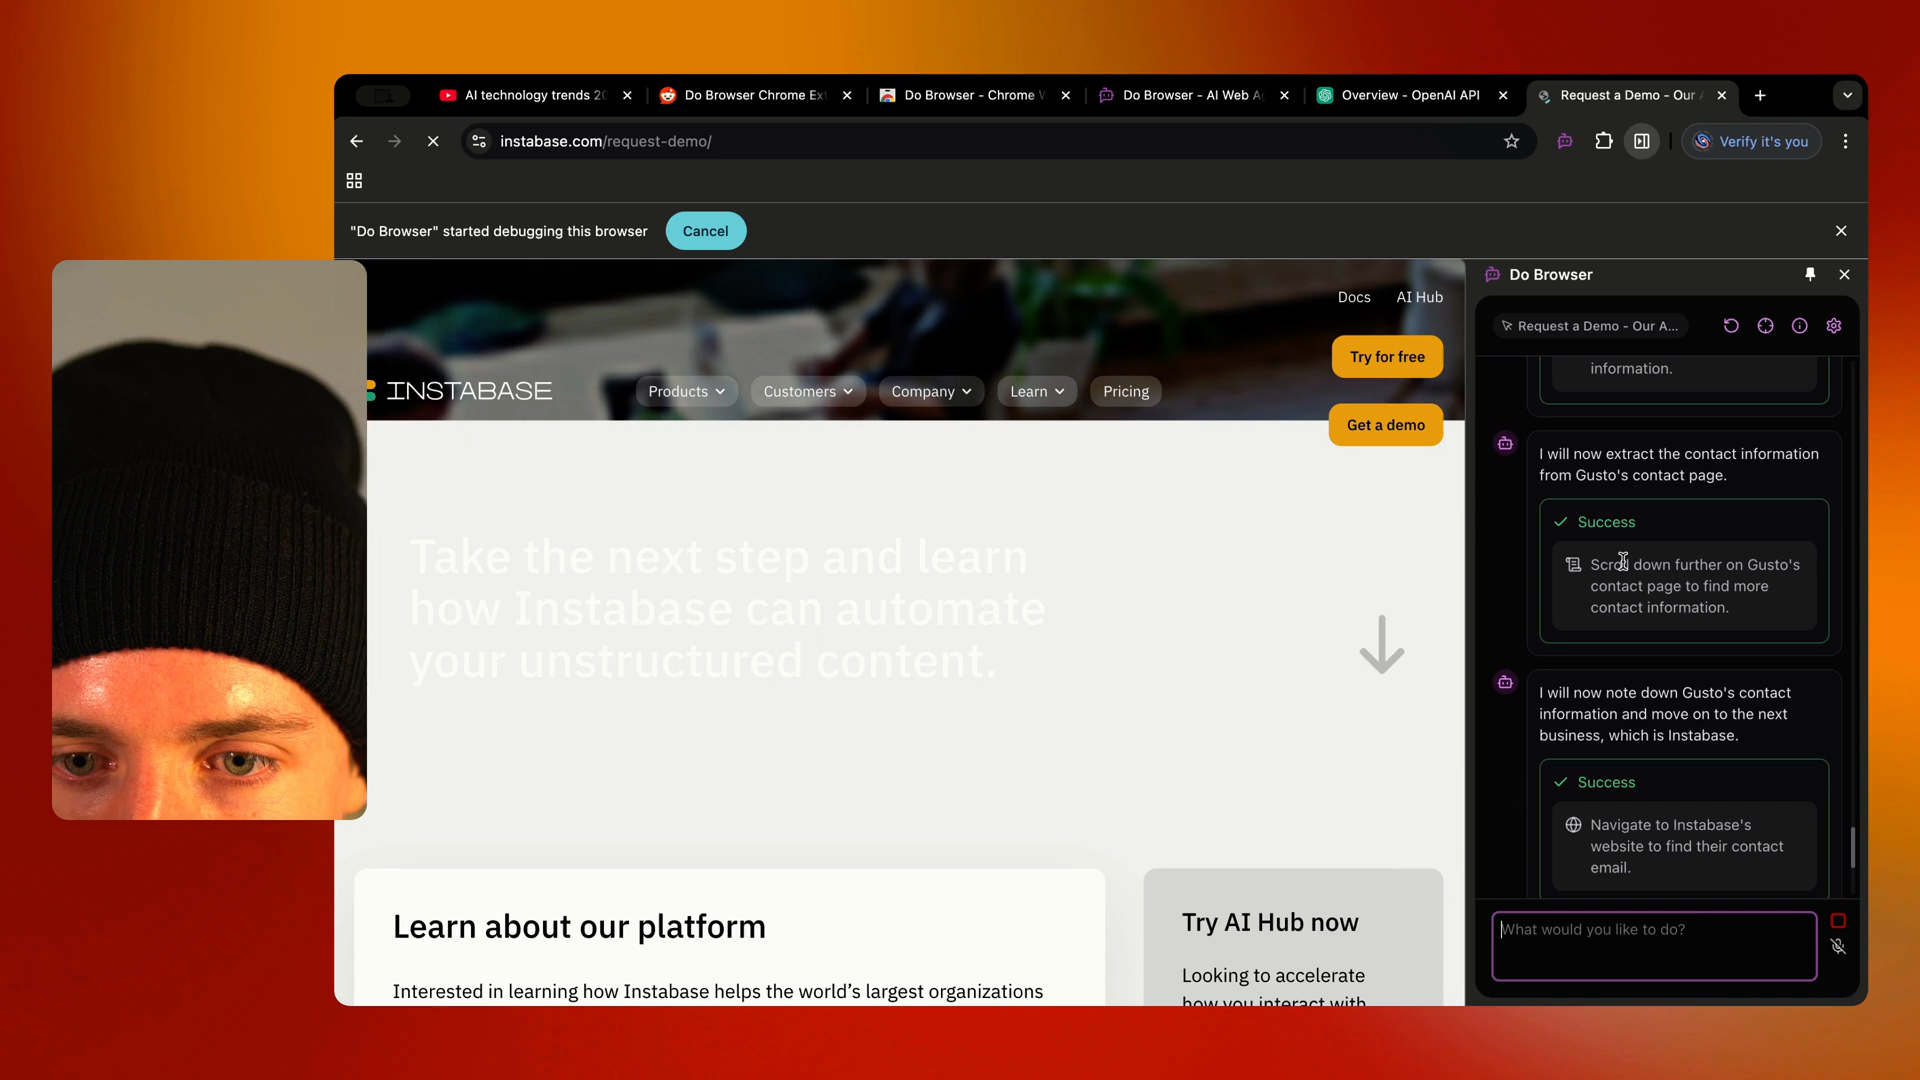 AI technology trends 20
Do Browser Chrome Ex
Do Browser - Chrome
Do Browser - AI Web A
Overview - OpenAI API
Request a Demo - Our
instabase.com/request-demo/
Verify it's you
"Do Browser" started debugging this browser
Cancel
Docs
AI Hub
Try for free
INSTABASE
Products
Customers
Company
Learn
Pricing
Get a demo
Take the next step and learn
how Instabase can automate
your unstructured content.
Learn about our platform
Interested in learning how Instabase helps the world's largest organizations
Try AI Hub now
Looking to accelerate
how you interact with
Do Browser
Request a Demo - Our A...
information.
I will now extract the contact information
from Gusto's contact page.
Success
Scroll down further on Gusto's
contact page to find more
contact information.
I will now note down Gusto's contact
information and move on to the next
business, which is Instabase.
Success
Navigate to Instabase's
website to find their contact
email.
What would you like to do?